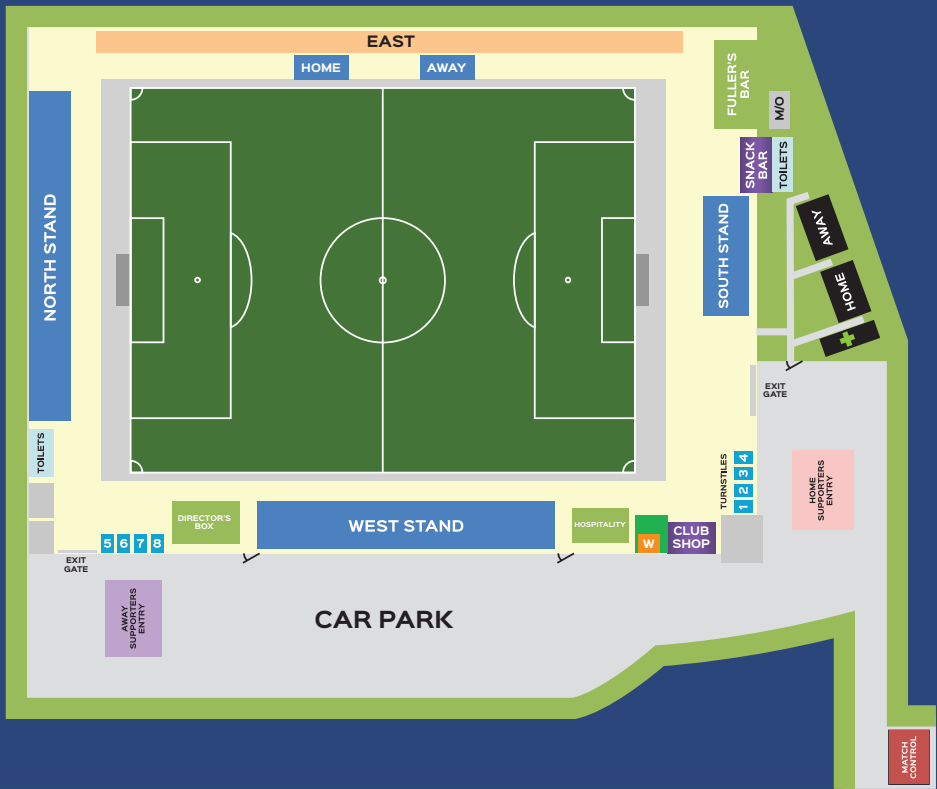 EAST
HOME
AWAY
FULLER'S
BAR
M/O
SNACK
BAR
TOILETS
NORTH STAND
SOUTH STAND
AWAY
HOME
EXIT
GATE
TOILETS
TURNSTILES
4
3
2
1
HOME
SUPPORTERS
ENTRY
DIRECTOR'S
BOX
WEST STAND
HOSPITALITY
W
CLUB
SHOP
5 6 7 8
EXIT
GATE
AWAY
SUPPORTERS
ENTRY
CAR PARK
MATCH
CONTROL